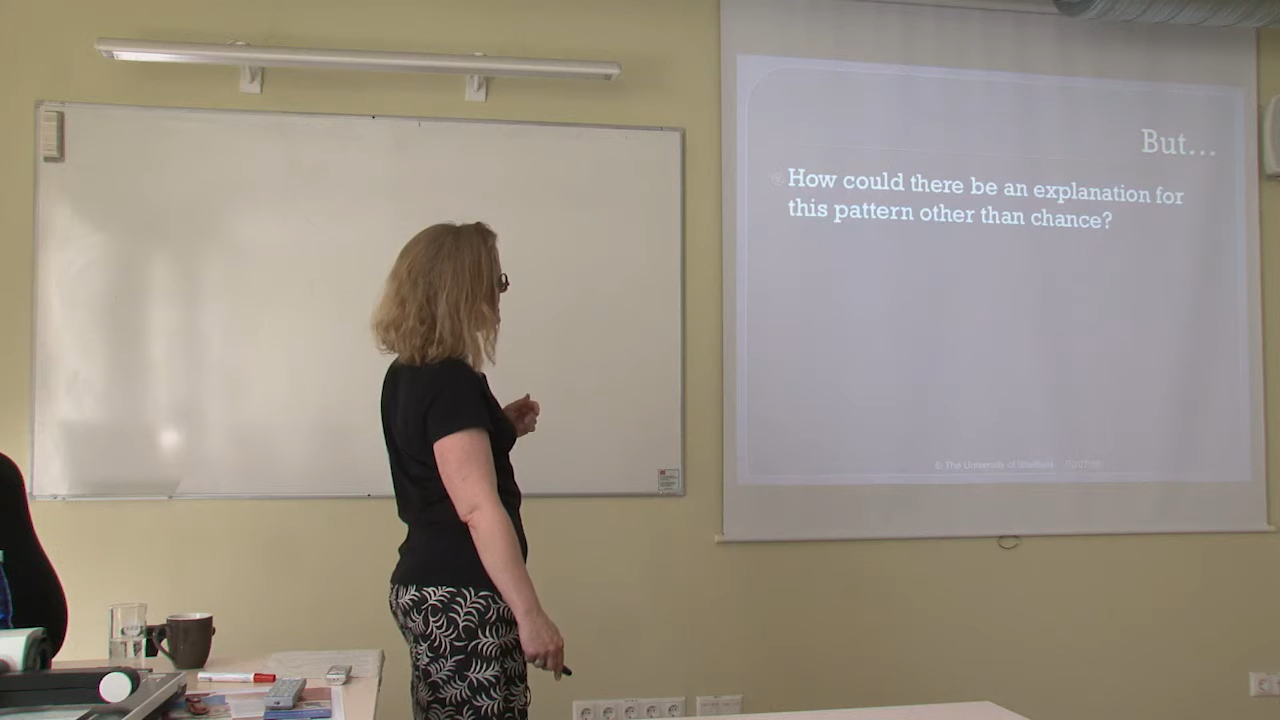 But...
How could there be an explanation for
this pattern other than chance?
© The University of Sheffield